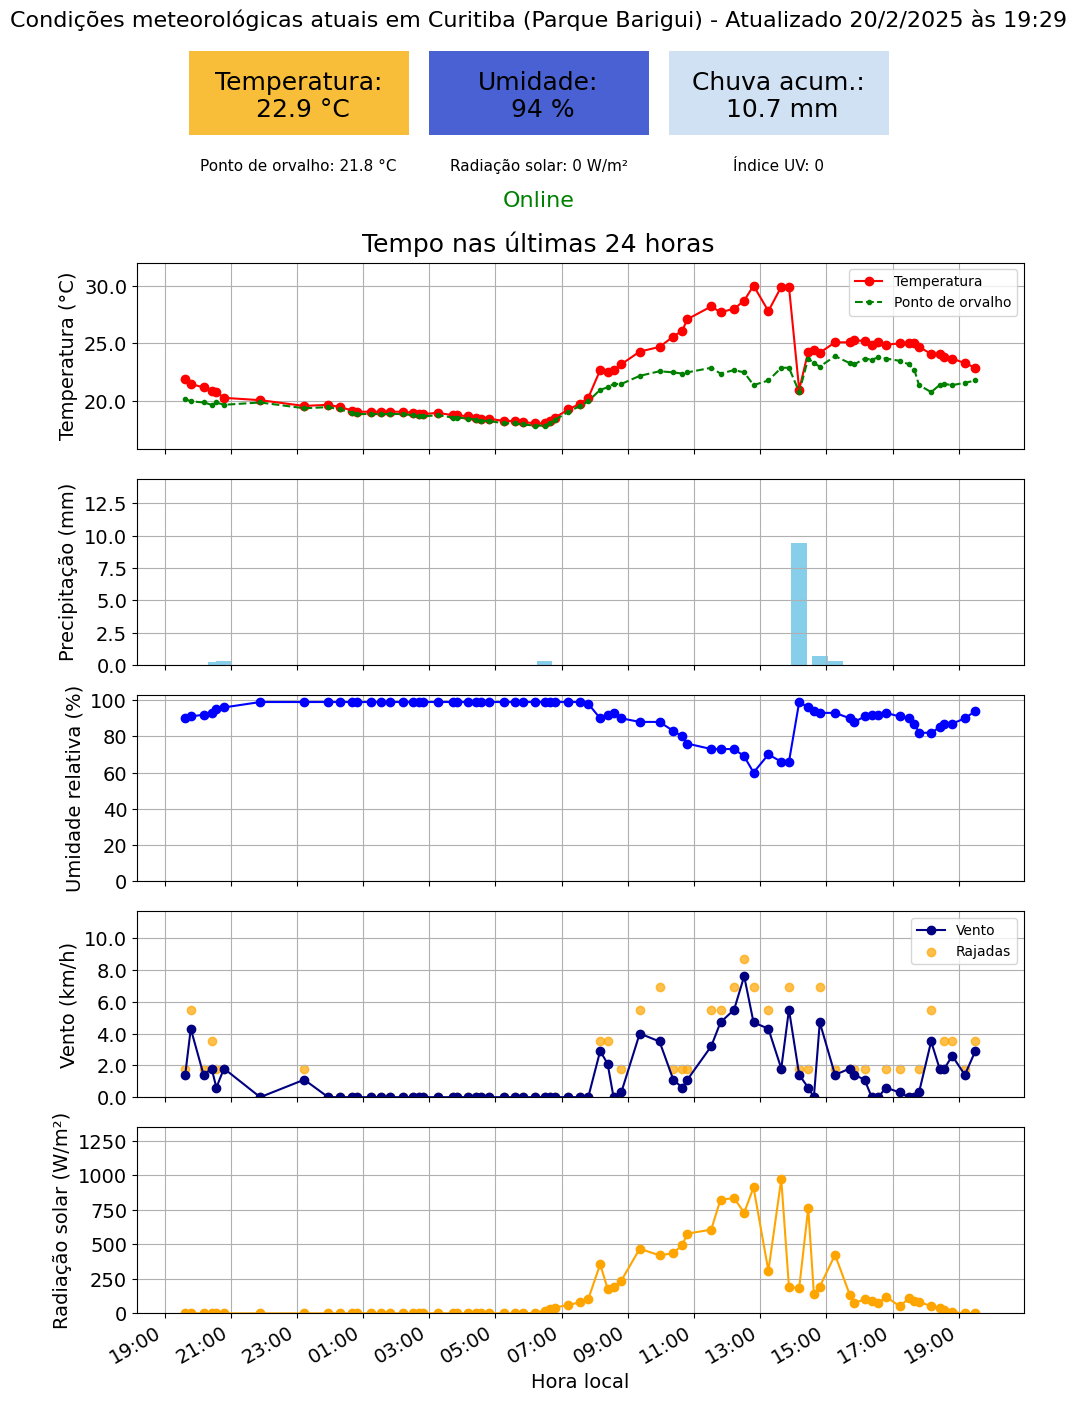 Condições meteorológicas atuais em Curitiba (Parque Barigui) - Atualizado 20/2/2025 às 19:29
Temperatura:
22.9 °C
Umidade:
94 %
Chuva acum.:
10.7 mm
Ponto de orvalho: 21.8 °C
Radiação solar: 0 W/m²
Índice UV: 0
Online
Tempo nas últimas 24 horas
Temperatura (°C)
30.0
25.0
20.0
Temperatura
Ponto de orvalho
Precipitação (mm)
12.5
10.0
7.5
5.0
2.5
0.0
Umidade relativa (%)
100
80
60
40
20
0
Vento (km/h)
10.0
8.0
6.0
4.0
2.0
0.0
Vento
Rajadas
Radiação solar (W/m²)
1250
1000
750
500
250
0
19:00
21:00
23:00
01:00
03:00
05:00
07:00
09:00
11:00
13:00
15:00
17:00
19:00
Hora local